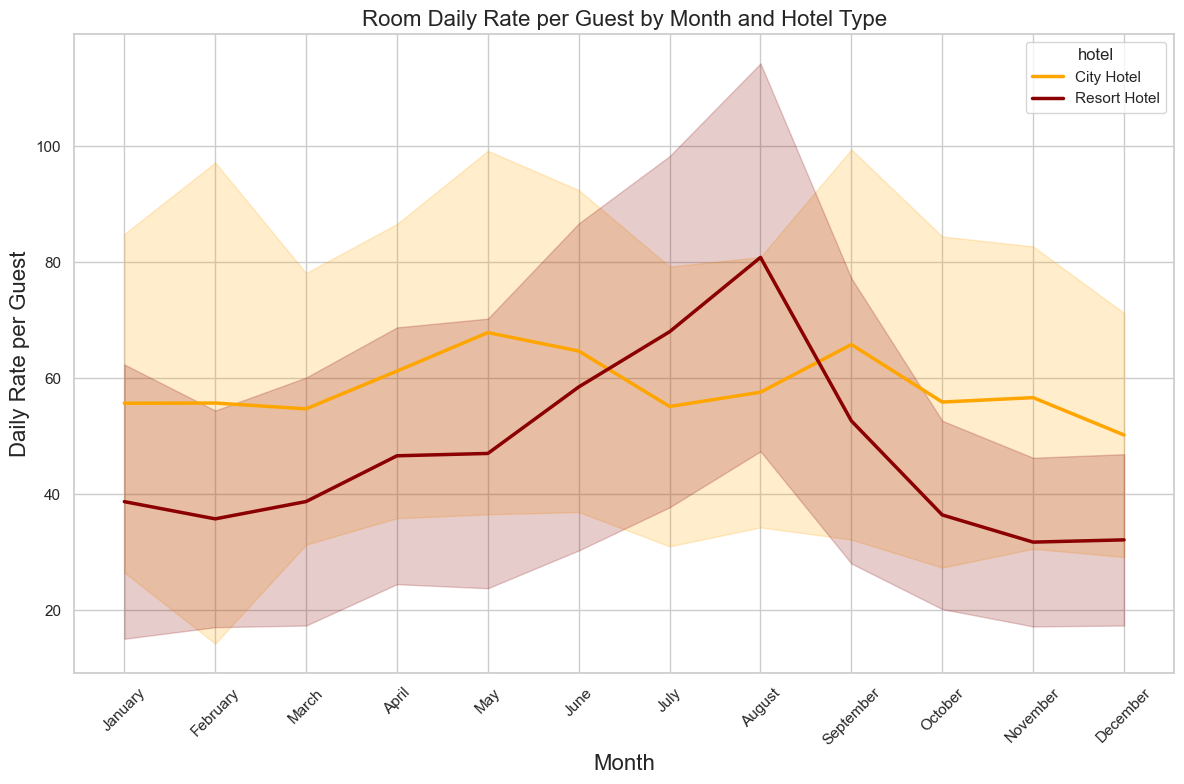 Room Daily Rate per Guest by Month and Hotel Type
hotel
City Hotel
Resort Hotel
Daily Rate per Guest
100
80
60
40
20
January
February
March
April
May
June
July
August
September
October
November
December
Month